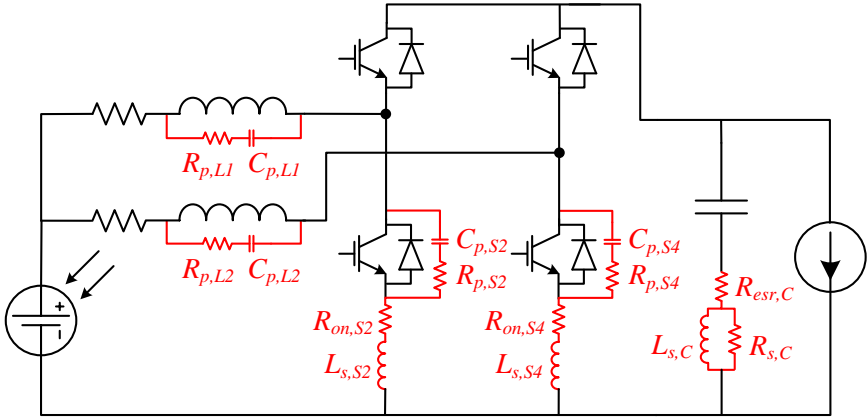 R_{p,L1} C_{p,L1}
R_{p,L2} C_{p,L2}
C_{p,S2}
R_{p,S2}
C_{p,S4}
R_{p,S4}
R_{on,S2}
L_{s,S2}
R_{on,S4}
L_{s,S4}
R_{esr,C}
L_{s,C}
R_{s,C}
+
−